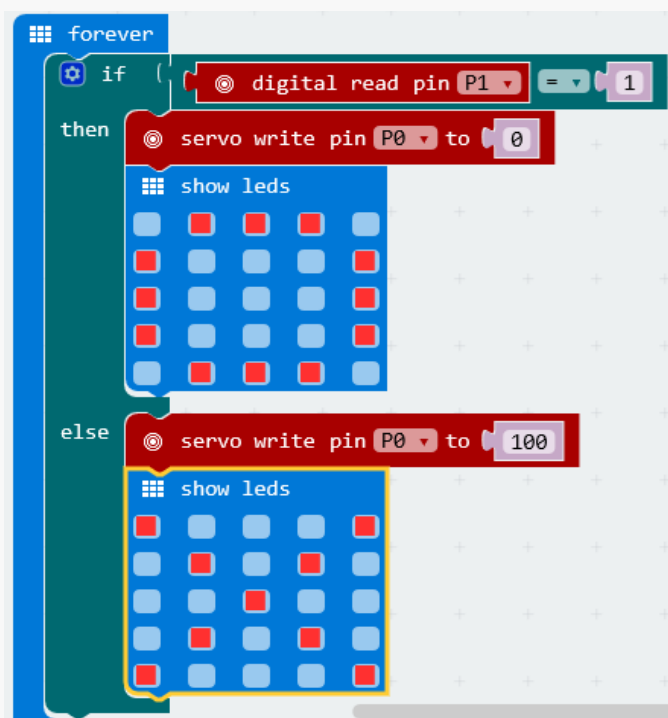 forever
if digital read pin P1 = 1
then servo write pin P0 to 0
show leds
else servo write pin P0 to 100
show leds